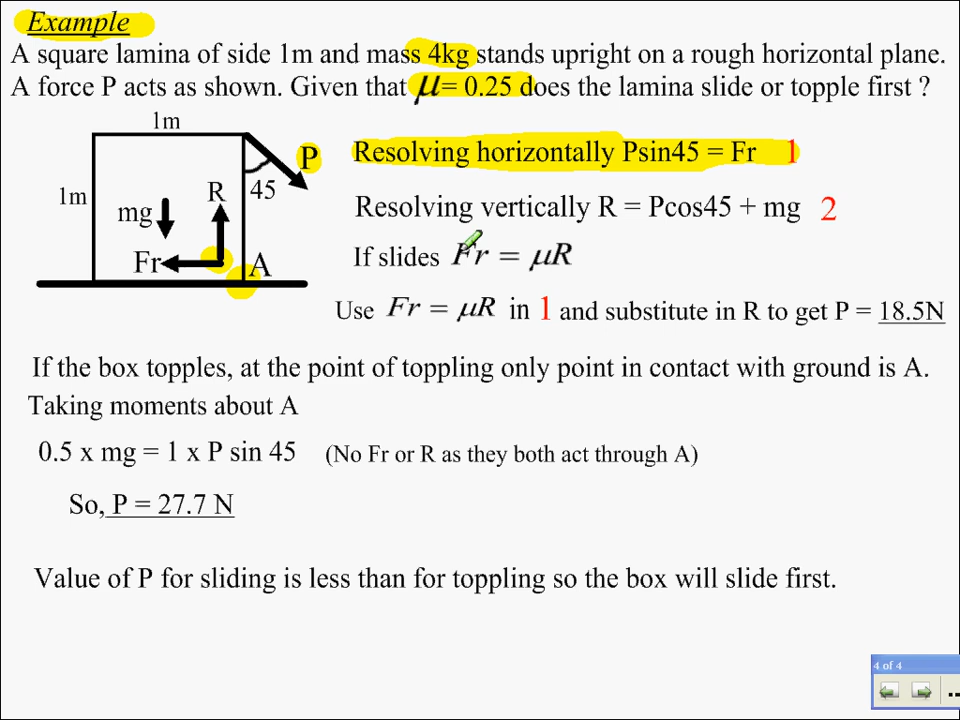 Example
A square lamina of side 1m and mass 4kg stands upright on a rough horizontal plane.
A force P acts as shown. Given that μ = 0.25 does the lamina slide or topple first ?
1m
P
1m
mg
R
45
Fr
A
Resolving horizontally Psin45 = Fr 1
Resolving vertically R = Pcos45 + mg 2
If slides Fr = μR
Use Fr = μR in 1 and substitute in R to get P = 18.5N
If the box topples, at the point of toppling only point in contact with ground is A.
Taking moments about A
0.5 x mg = 1 x P sin 45 (No Fr or R as they both act through A)
So, P = 27.7 N
Value of P for sliding is less than for toppling so the box will slide first.
4 of 4